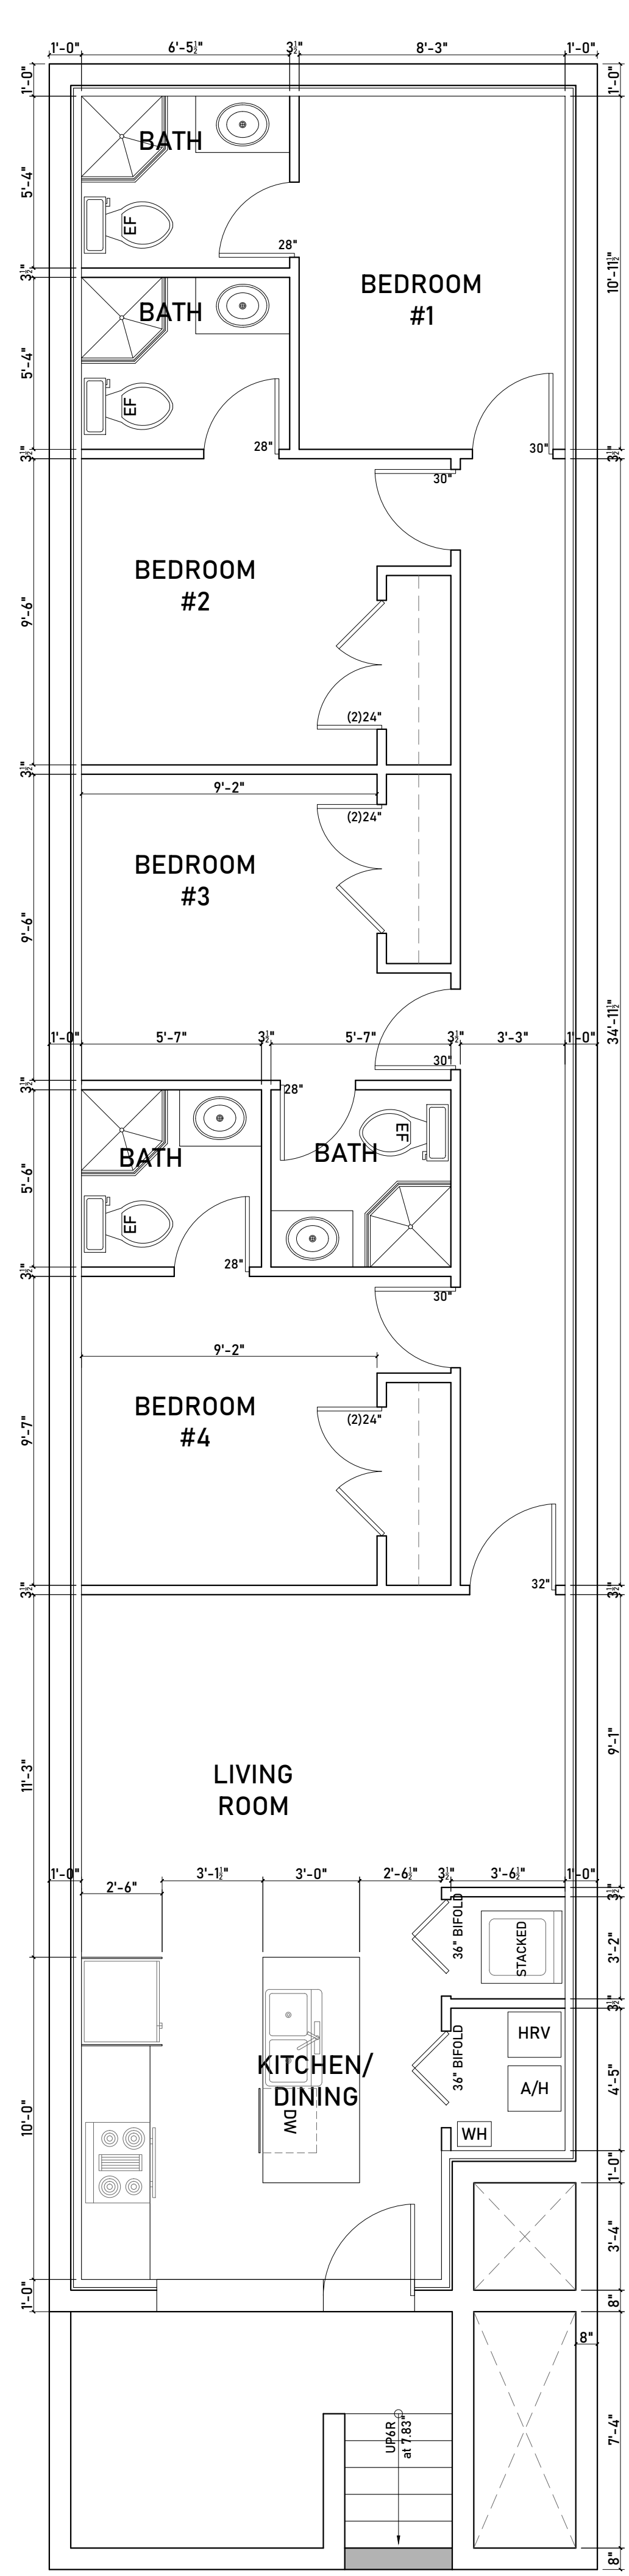 1'-0" 6'-5½" 3½" 8'-3" 1'-0"
1'-0" 1'-0"
BATH
5'-4"
EF
28"
BEDROOM
#1
10'-11½"
3½"
BATH
5'-4"
EF
28" 30"
3½" 3½"
30"
BEDROOM
#2
9'-6"
(2)24"
3½"
9'-2"
(2)24"
BEDROOM
#3
9'-6"
34'-11½"
1'-0" 5'-7" 3½" 5'-7" 3½" 3'-3" 1'-0"
30"
3½"
28"
EF
BATH BATH
5'-6"
EF
28"
3½"
30"
9'-2"
BEDROOM
#4
(2)24"
9'-7"
32"
3½" 3½"
9'-1"
11'-3"
LIVING
ROOM
1'-0" 3'-1½" 3'-0" 2'-6½" 3½" 3'-6½" 1'-0"
2'-6"
3½"
36" BIFOLD
STACKED
3'-2"
3½"
HRV
36" BIFOLD
KITCHEN/
DINING
A/H
4'-5"
DW
WH
10'-0"
1'-0"
3'-4"
1'-0" 8"
8"
UP6R
at 7.83"
7'-4"
8"